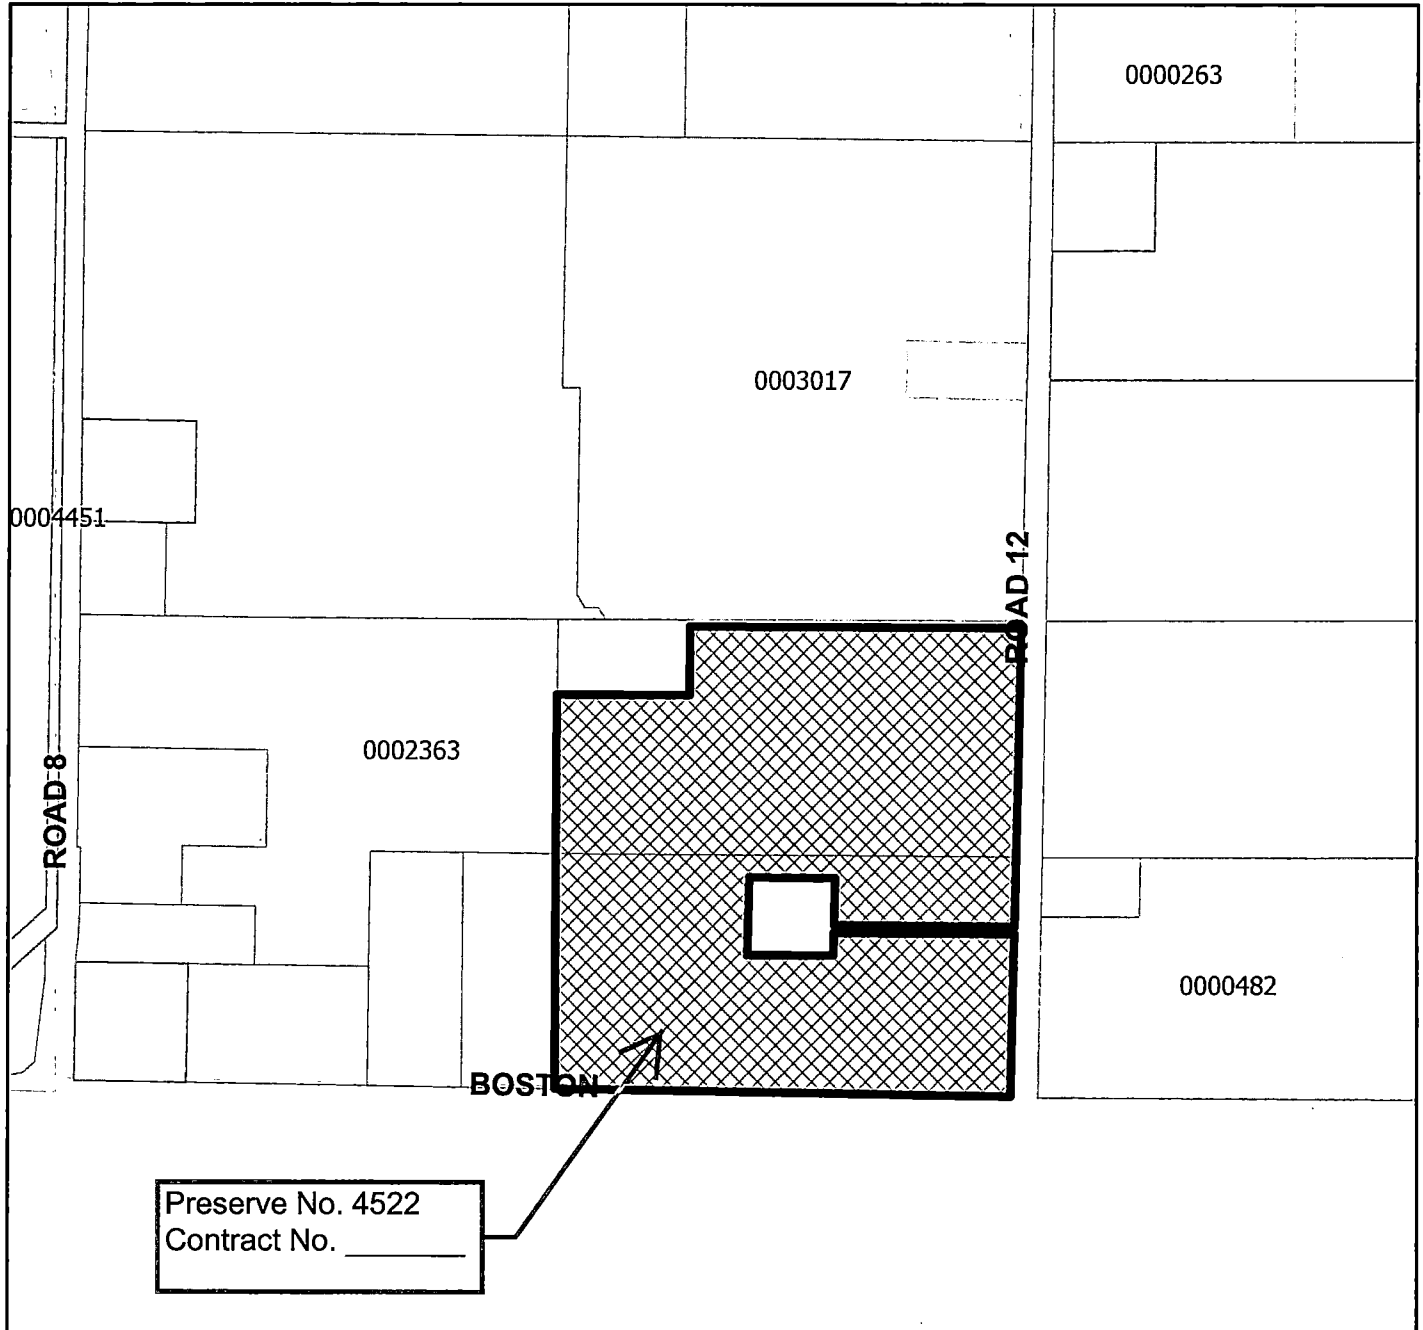 0000263
0003017
0004451
ROAD 12
0002363
ROAD 8
0000482
BOSTON
Preserve No. 4522
Contract No. ________